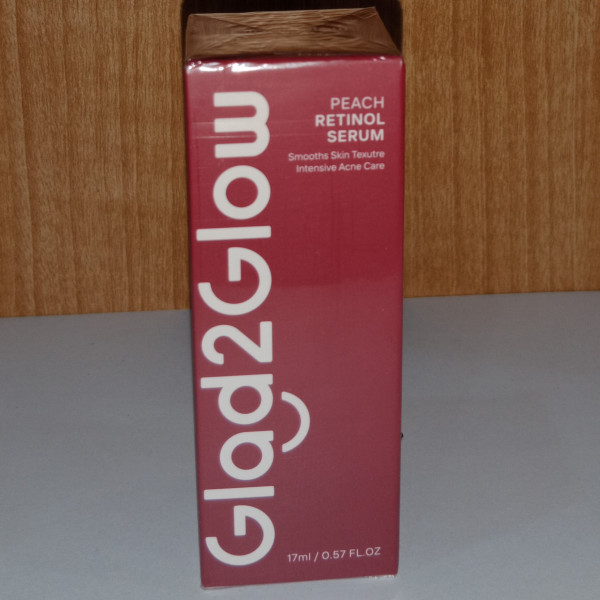 Glad2Glow
PEACH
RETINOL
SERUM
Smooths Skin Texutre
Intensive Acne Care
17ml / 0.57 FL.OZ